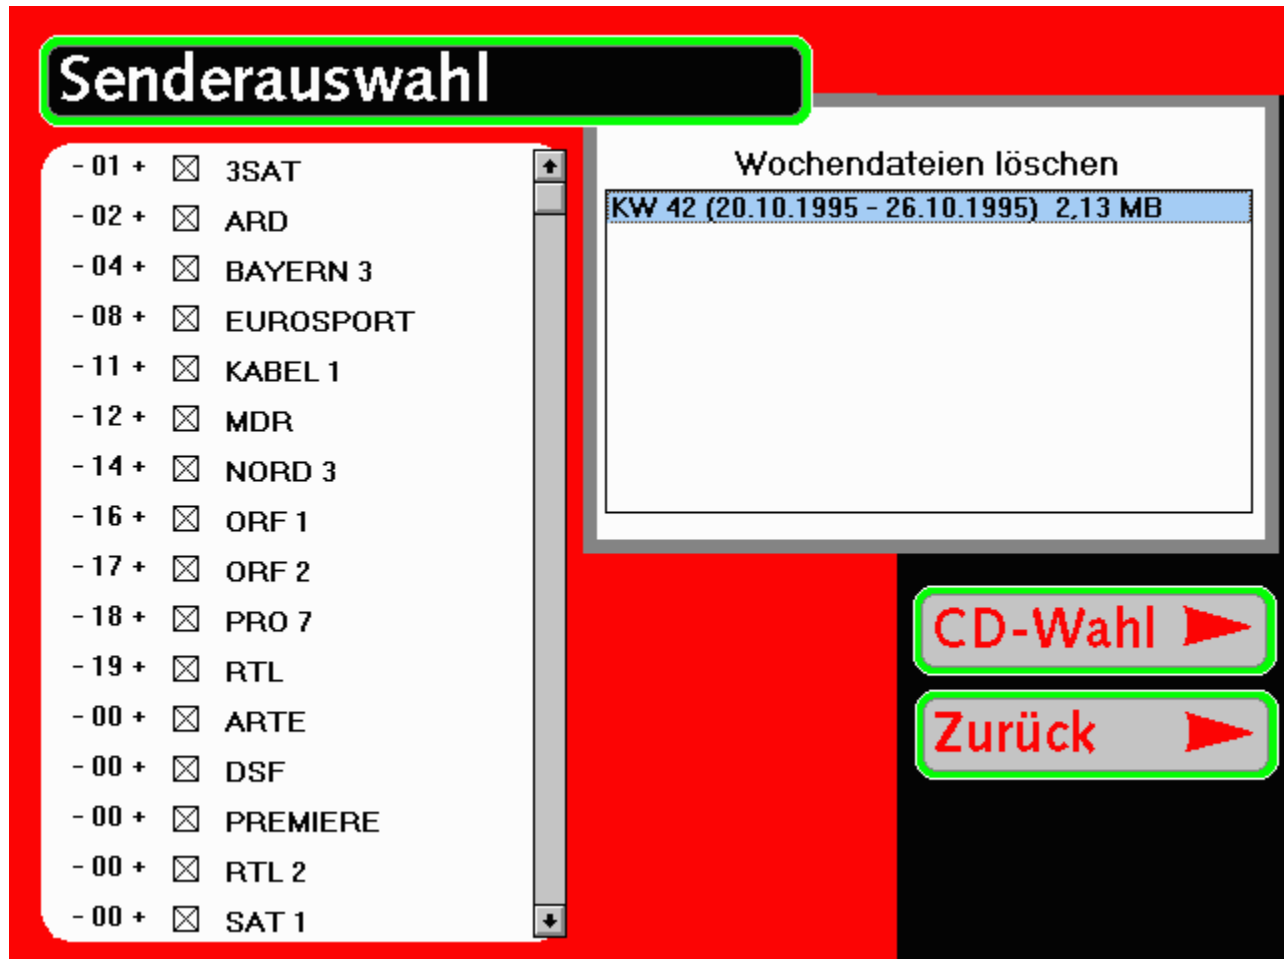 Senderauswahl
- 01 + 3SAT
- 02 + ARD
- 04 + BAYERN 3
- 08 + EUROSPORT
- 11 + KABEL 1
- 12 + MDR
- 14 + NORD 3
- 16 + ORF 1
- 17 + ORF 2
- 18 + PRO 7
- 19 + RTL
- 00 + ARTE
- 00 + DSF
- 00 + PREMIERE
- 00 + RTL 2
- 00 + SAT 1
Wochendateien löschen
KW 42 (20.10.1995 - 26.10.1995) 2,13 MB
CD-Wahl
Zurück